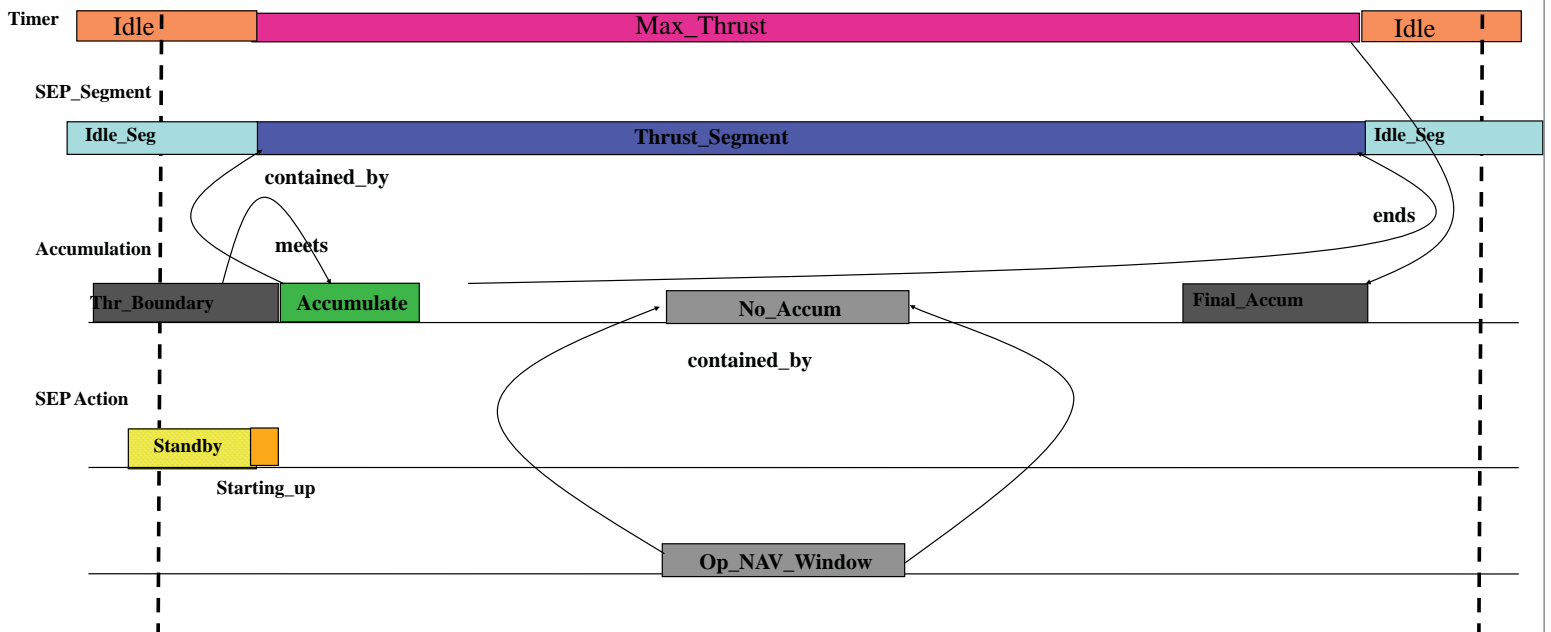 Timer
Idle
Max_Thrust
Idle
SEP_Segment
Idle_Seg
Thrust_Segment
Idle_Seg
contained_by
ends
Accumulation
meets
Thr_Boundary
Accumulate
No_Accum
Final_Accum
contained_by
SEP Action
Standby
Starting_up
Op_NAV_Window